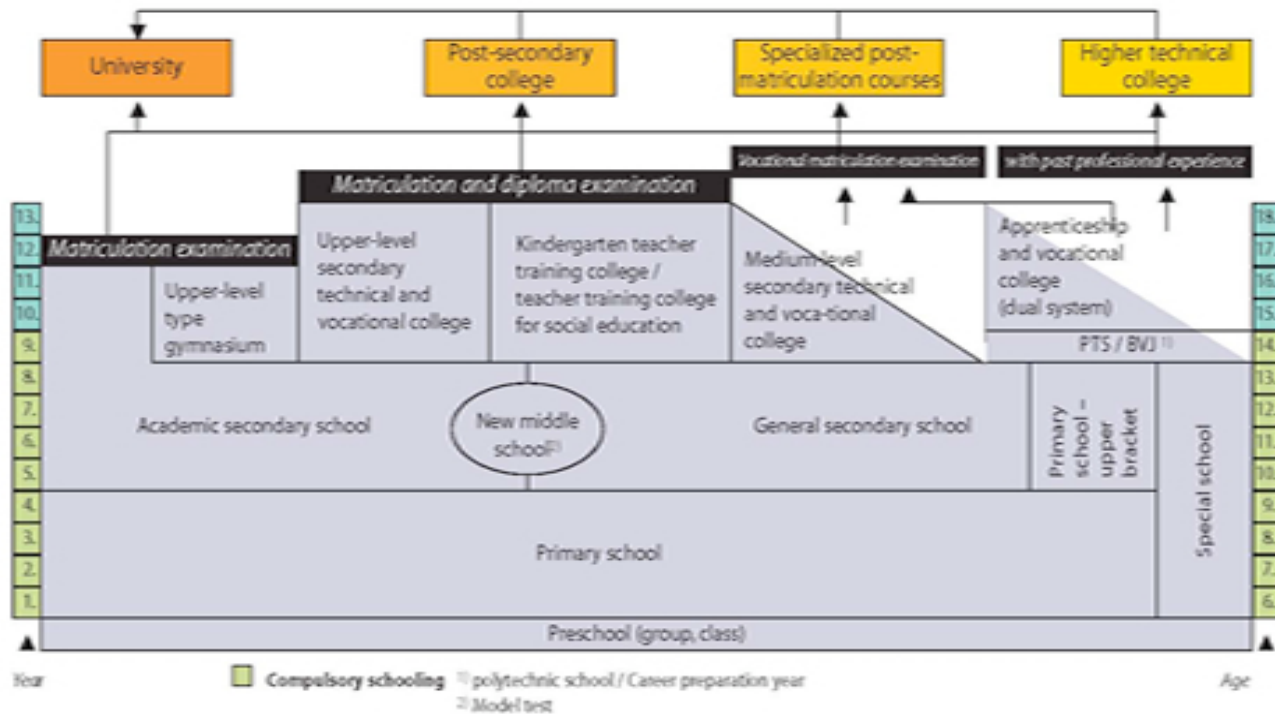 University
Post-secondary
college
Specialized post-
matriculation courses
Higher technical
college
Vocational matriculation examination
with past professional experience
Matriculation and diploma examination
Matriculation examination
13.
12.
11.
10.
9.
8.
7.
6.
5.
4.
3.
2.
1.
Upper-level
type
gymnasium
Upper-level
secondary
technical and
vocational college
Kindergarten teacher
training college /
teacher training college
for social education
Medium-level
secondary technical
and voca-tional
college
Apprenticeship
and vocational
college
(dual system)
PTS / BVJ 1)
Academic secondary school
New middle
school2)
General secondary school
Primary
school –
upper
bracket
Special school
Primary school
Preschool (group, class)
18.
17.
16.
15.
14.
13.
12.
11.
10.
9.
8.
7.
6.
Year
Compulsory schooling
1) polytechnic school / Career preparation year
2) Model test
Age